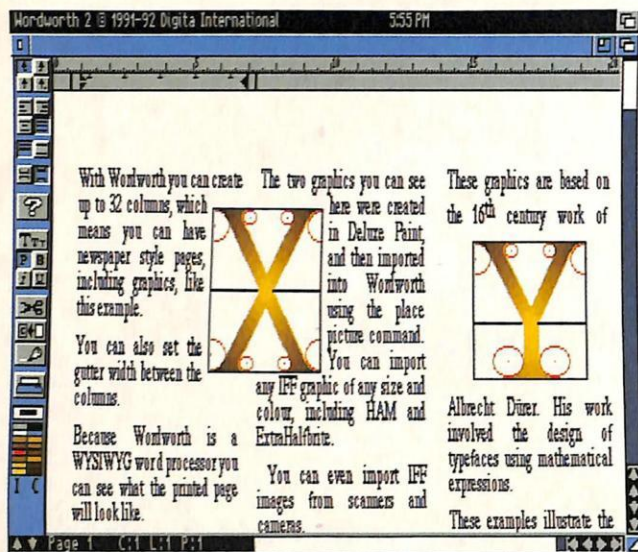 Wordworth 2 © 1991-92 Digita International 5:55 PM
With Wordworth you can create
up to 32 columns, which
means you can have
newspaper style pages,
including graphics, like
this example.
You can also set the
gutter width between the
columns.
Because Wordworth is a
WYSIWYG word processor you
can see what the printed page
will look like.
The two graphics you can see
here were created
in Deluxe Paint,
and then imported
into Wordworth
using the place
picture command.
You can import
any IFF graphic of any size and
colour, including HAM and
ExtraHalfbrite.
You can even import IFF
images from scanners and
cameras.
X
These graphics are based on
the 16th century work of
Y
Albrecht Dürer. His work
involved the design of
typefaces using mathematical
expressions.
These examples illustrate the
Page 1 C:1 L:1 P:1